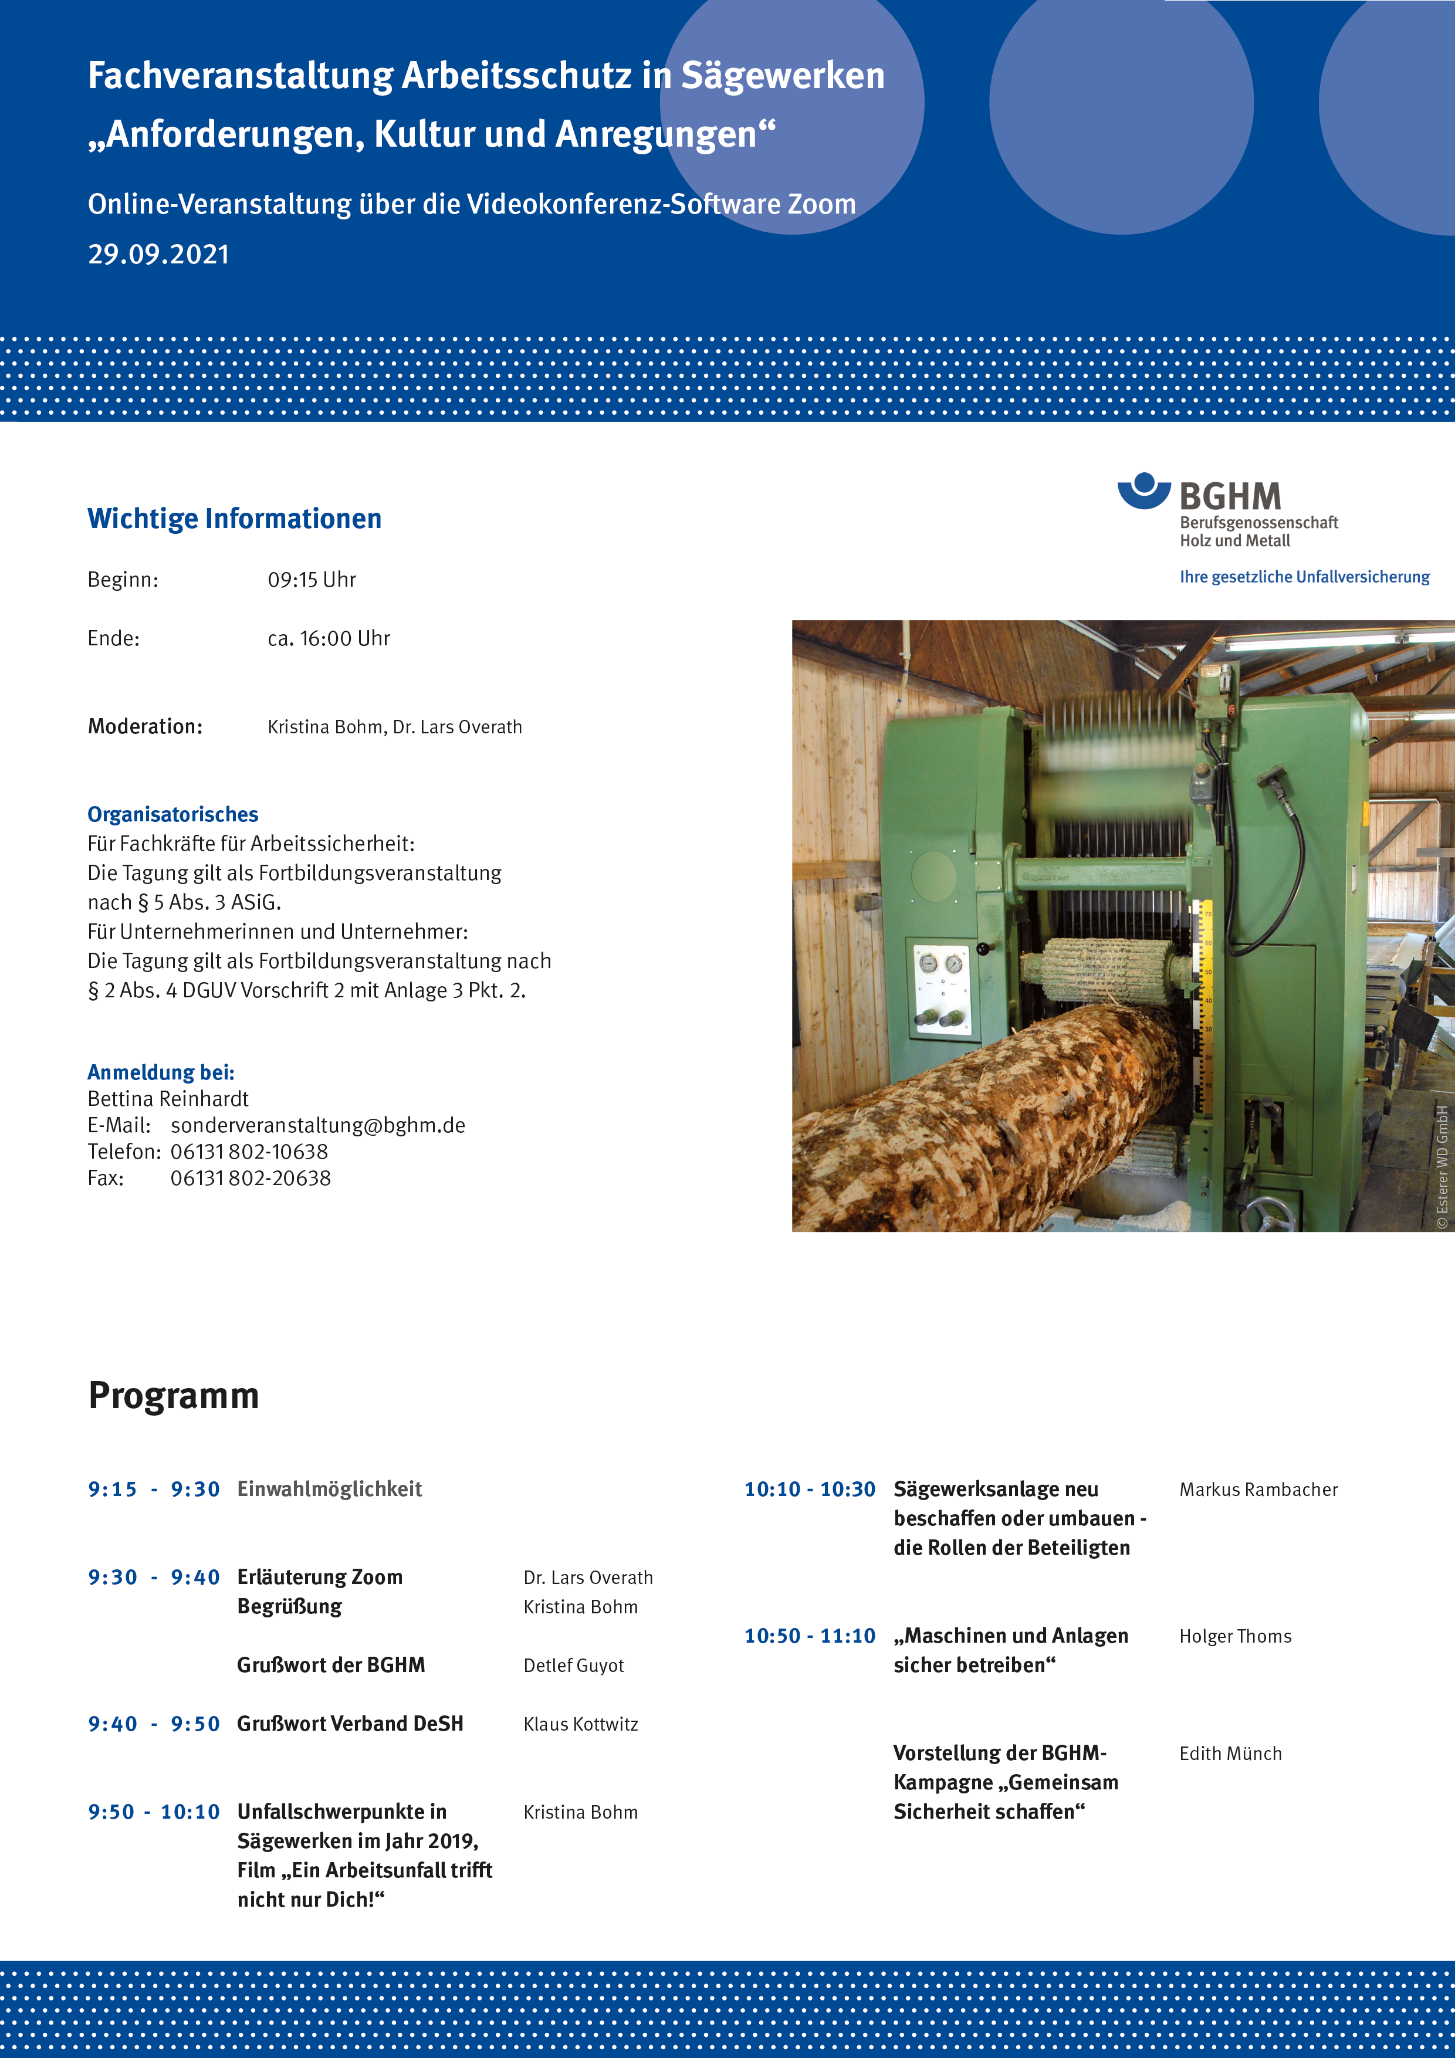 Fachveranstaltung Arbeitsschutz in Sägewerken
„Anforderungen, Kultur und Anregungen“
Online-Veranstaltung über die Videokonferenz-Software Zoom
29.09.2021
BGHM
Berufsgenossenschaft
Holz und Metall
Ihre gesetzliche Unfallversicherung
Wichtige Informationen
Beginn: 09:15 Uhr
Ende: ca. 16:00 Uhr
Moderation: Kristina Bohm, Dr. Lars Overath
Organisatorisches
Für Fachkräfte für Arbeitssicherheit:
Die Tagung gilt als Fortbildungsveranstaltung
nach § 5 Abs. 3 ASiG.
Für Unternehmerinnen und Unternehmer:
Die Tagung gilt als Fortbildungsveranstaltung nach
§ 2 Abs. 4 DGUV Vorschrift 2 mit Anlage 3 Pkt. 2.
Anmeldung bei:
Bettina Reinhardt
E-Mail: sonderveranstaltung@bghm.de
Telefon: 06131 802-10638
Fax: 06131 802-20638
70
60
50
40
30
20
10
© Esterer WD GmbH
Programm
9:15 - 9:30 Einwahlmöglichkeit
9:30 - 9:40 Erläuterung Zoom Dr. Lars Overath
Begrüßung Kristina Bohm
Grußwort der BGHM Detlef Guyot
9:40 - 9:50 Grußwort Verband DeSH Klaus Kottwitz
9:50 - 10:10 Unfallschwerpunkte in Kristina Bohm
Sägewerken im Jahr 2019,
Film „Ein Arbeitsunfall trifft
nicht nur Dich!“
10:10 - 10:30 Sägewerksanlage neu Markus Rambacher
beschaffen oder umbauen -
die Rollen der Beteiligten
10:50 - 11:10 „Maschinen und Anlagen Holger Thoms
sicher betreiben“
Vorstellung der BGHM- Edith Münch
Kampagne „Gemeinsam
Sicherheit schaffen“